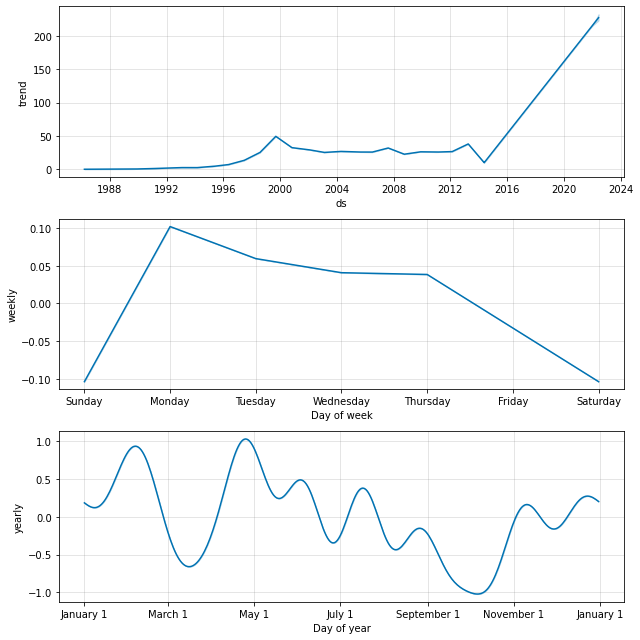 200
150
100
50
0
trend
1988 1992 1996 2000 2004 2008 2012 2016 2020 2024
ds
0.10
0.05
0.00
−0.05
−0.10
weekly
Sunday Monday Tuesday Wednesday Thursday Friday Saturday
Day of week
1.0
0.5
0.0
−0.5
−1.0
yearly
January 1 March 1 May 1 July 1 September 1 November 1 January 1
Day of year